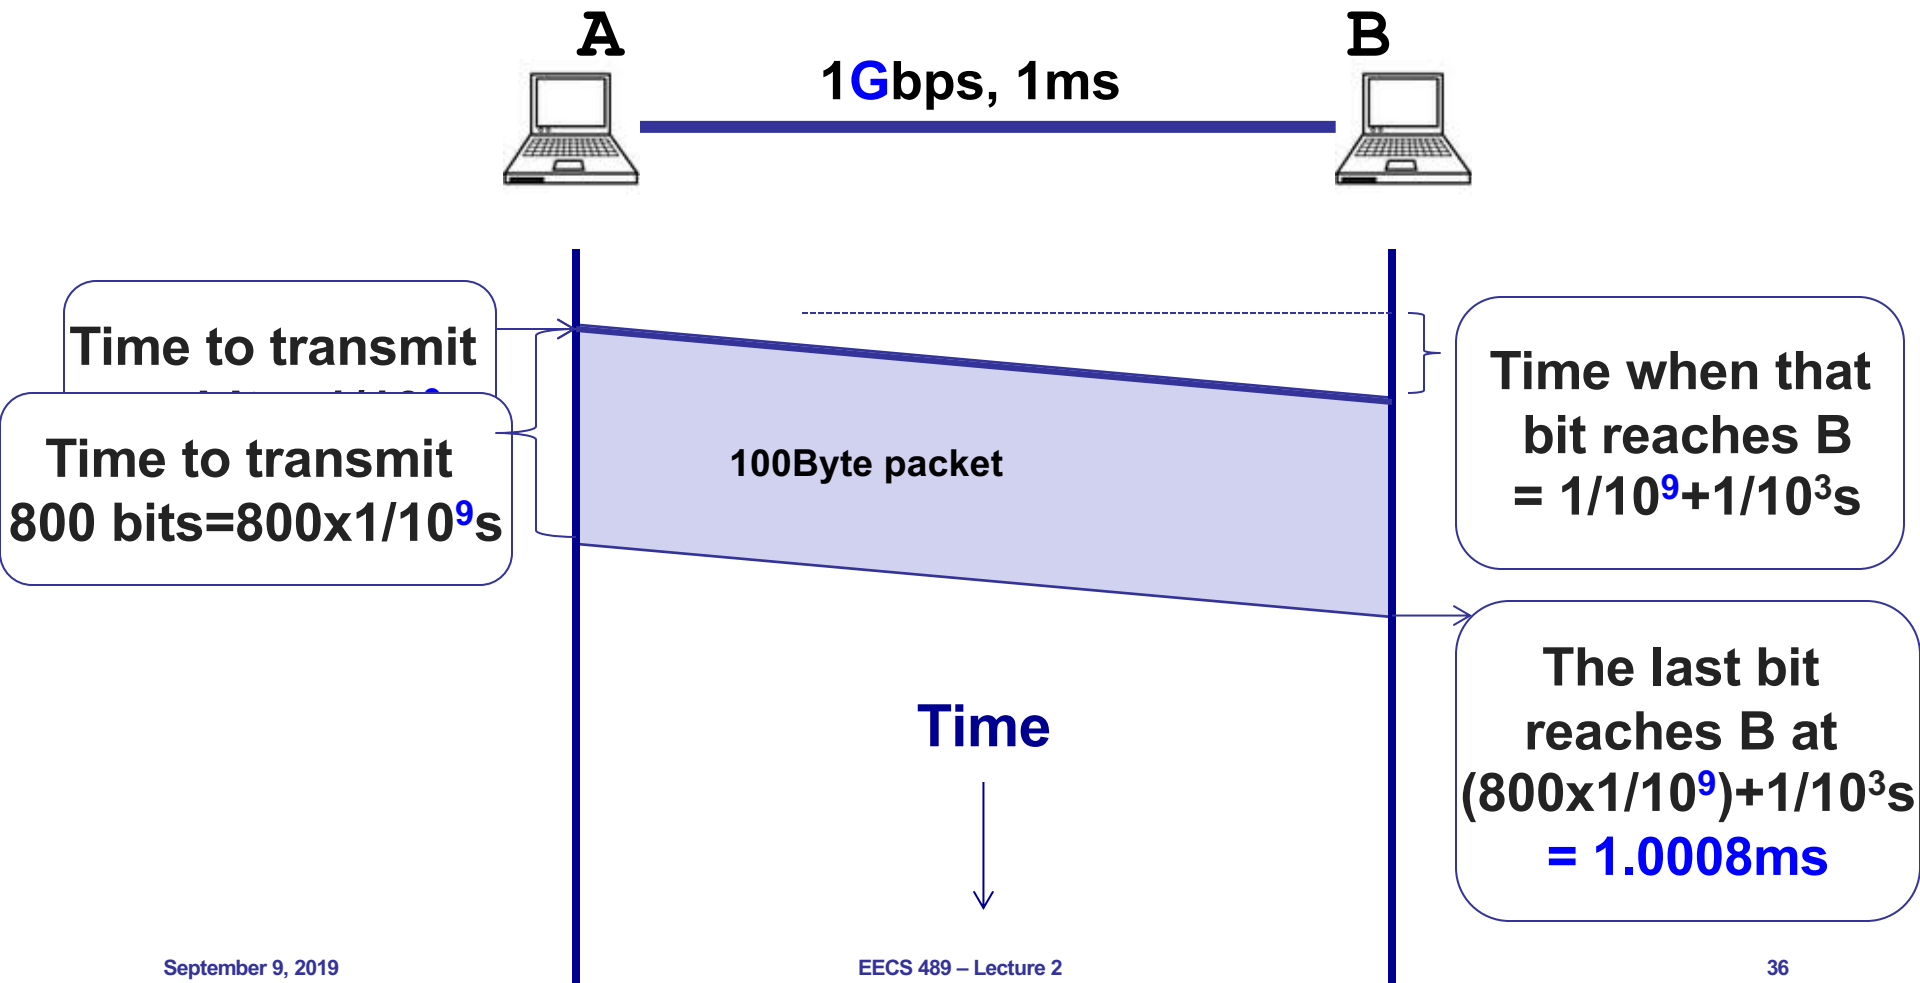 A
B
1Gbps, 1ms
Time to transmit
Time to transmit
800 bits=800x1/10⁹s
100Byte packet
Time when that
bit reaches B
= 1/10⁹+1/10³s
The last bit
reaches B at
(800x1/10⁹)+1/10³s
= 1.0008ms
Time
September 9, 2019
EECS 489 – Lecture 2
36